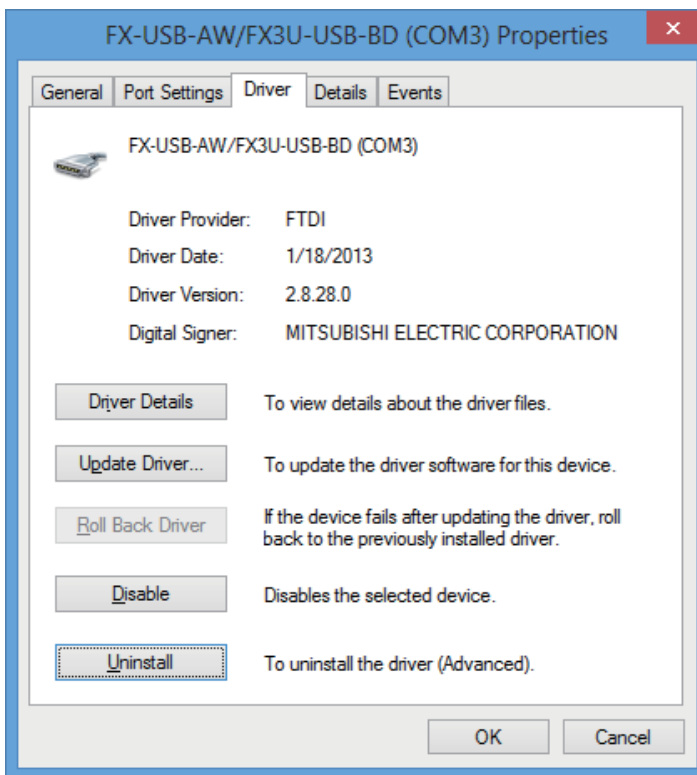 FX-USB-AW/FX3U-USB-BD (COM3) Properties
General Port Settings Driver Details Events
FX-USB-AW/FX3U-USB-BD (COM3)
Driver Provider: FTDI
Driver Date: 1/18/2013
Driver Version: 2.8.28.0
Digital Signer: MITSUBISHI ELECTRIC CORPORATION
Driver Details To view details about the driver files.
Update Driver... To update the driver software for this device.
Roll Back Driver If the device fails after updating the driver, roll
back to the previously installed driver.
Disable Disables the selected device.
Uninstall To uninstall the driver (Advanced).
OK Cancel